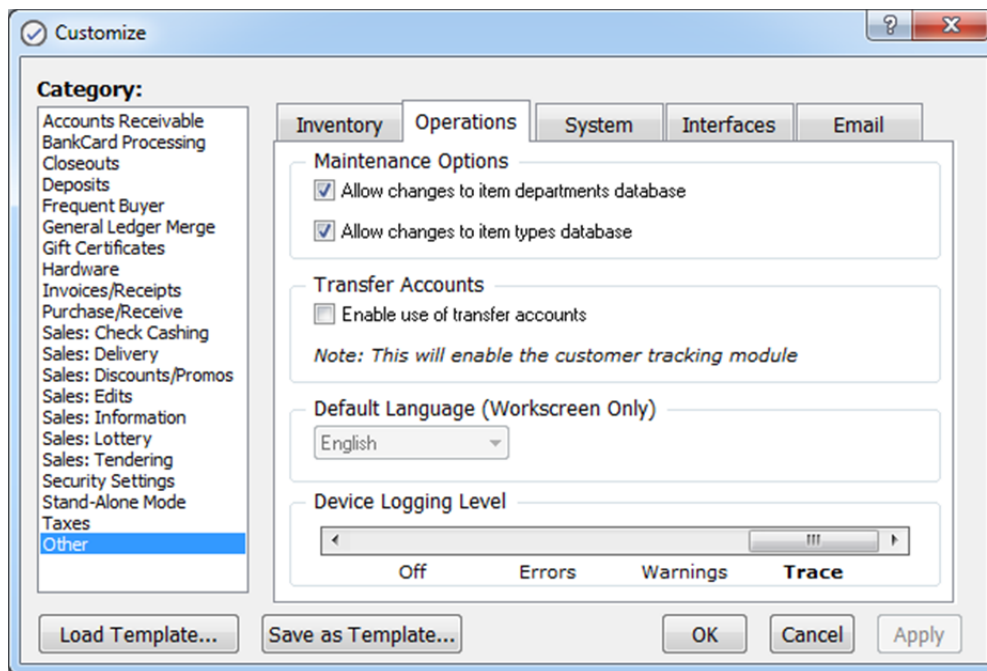 Customize
?
X
Category:
Accounts Receivable
BankCard Processing
Closeouts
Deposits
Frequent Buyer
General Ledger Merge
Gift Certificates
Hardware
Invoices/Receipts
Purchase/Receive
Sales: Check Cashing
Sales: Delivery
Sales: Discounts/Promos
Sales: Edits
Sales: Information
Sales: Lottery
Sales: Tendering
Security Settings
Stand-Alone Mode
Taxes
Other
Inventory Operations System Interfaces Email
Maintenance Options
Allow changes to item departments database
Allow changes to item types database
Transfer Accounts
Enable use of transfer accounts
Note: This will enable the customer tracking module
Default Language (Workscreen Only)
English
Device Logging Level
Off Errors Warnings Trace
Load Template... Save as Template... OK Cancel Apply